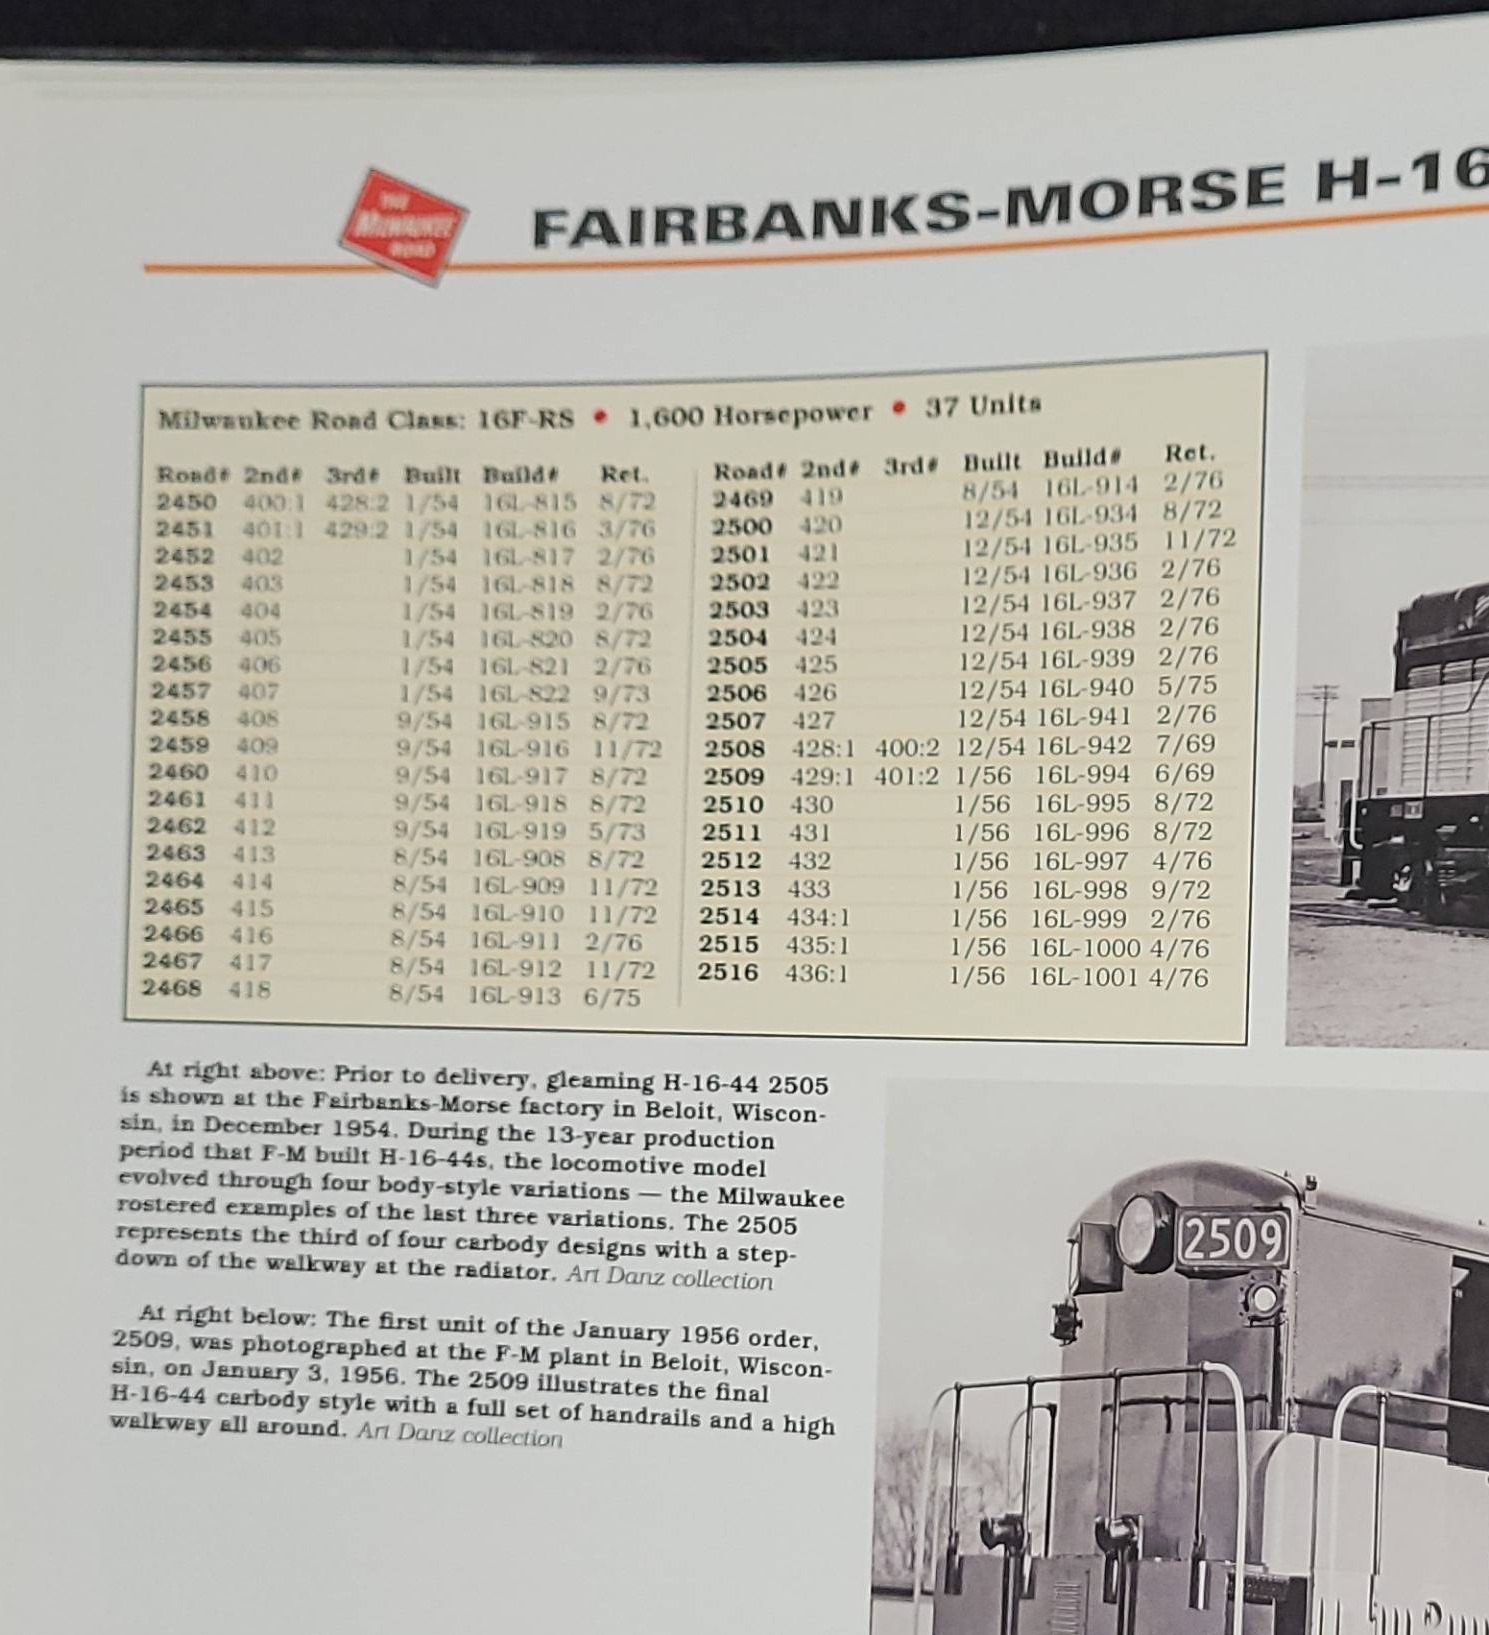 THE
MILWAUKEE
ROAD
FAIRBANKS-MORSE H-16
Milwaukee Road Class: 16F-RS • 1,600 Horsepower • 37 Units
Road# 2nd# 3rd# Built Build# Ret.
2450 400:1 428:2 1/54 16L-815 8/72
2451 401:1 429:2 1/54 16L-816 3/76
2452 402 1/54 16L-817 2/76
2453 403 1/54 16L-818 8/72
2454 404 1/54 16L-819 2/76
2455 405 1/54 16L-820 8/72
2456 406 1/54 16L-821 2/76
2457 407 1/54 16L-822 9/73
2458 408 9/54 16L-915 8/72
2459 409 9/54 16L-916 11/72
2460 410 9/54 16L-917 8/72
2461 411 9/54 16L-918 8/72
2462 412 9/54 16L-919 5/73
2463 413 8/54 16L-908 8/72
2464 414 8/54 16L-909 11/72
2465 415 8/54 16L-910 11/72
2466 416 8/54 16L-911 2/76
2467 417 8/54 16L-912 11/72
2468 418 8/54 16L-913 6/75
Road# 2nd# 3rd# Built Build# Ret.
2469 419 8/54 16L-914 2/76
2500 420 12/54 16L-934 8/72
2501 421 12/54 16L-935 11/72
2502 422 12/54 16L-936 2/76
2503 423 12/54 16L-937 2/76
2504 424 12/54 16L-938 2/76
2505 425 12/54 16L-939 2/76
2506 426 12/54 16L-940 5/75
2507 427 12/54 16L-941 2/76
2508 428:1 400:2 12/54 16L-942 7/69
2509 429:1 401:2 1/56 16L-994 6/69
2510 430 1/56 16L-995 8/72
2511 431 1/56 16L-996 8/72
2512 432 1/56 16L-997 4/76
2513 433 1/56 16L-998 9/72
2514 434:1 1/56 16L-999 2/76
2515 435:1 1/56 16L-1000 4/76
2516 436:1 1/56 16L-1001 4/76
At right above: Prior to delivery, gleaming H-16-44 2505
is shown at the Fairbanks-Morse factory in Beloit, Wiscon-
sin, in December 1954. During the 13-year production
period that F-M built H-16-44s, the locomotive model
evolved through four body-style variations — the Milwaukee
rostered examples of the last three variations. The 2505
represents the third of four carbody designs with a step-
down of the walkway at the radiator. Art Danz collection
At right below: The first unit of the January 1956 order,
2509, was photographed at the F-M plant in Beloit, Wiscon-
sin, on January 3, 1956. The 2509 illustrates the final
H-16-44 carbody style with a full set of handrails and a high
walkway all around. Art Danz collection
2509